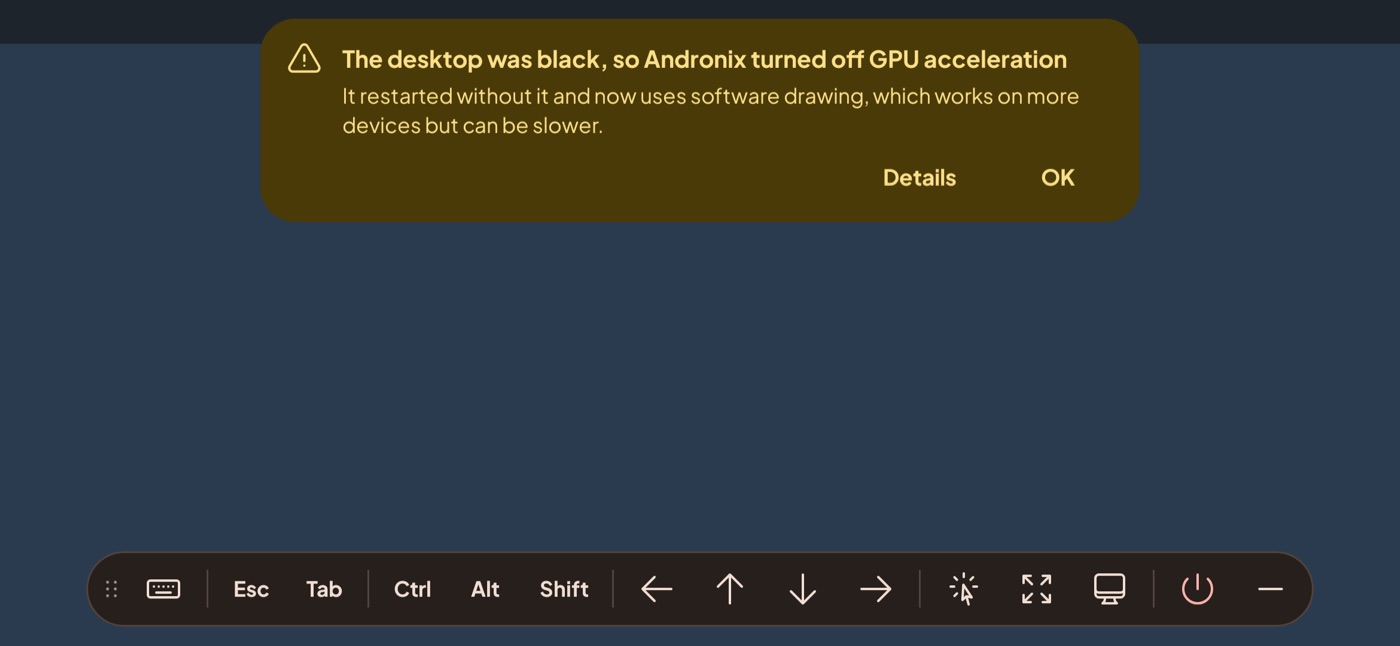 The desktop was black, so Andronix turned off GPU acceleration
It restarted without it and now uses software drawing, which works on more
devices but can be slower.
Details OK
Esc Tab Ctrl Alt Shift